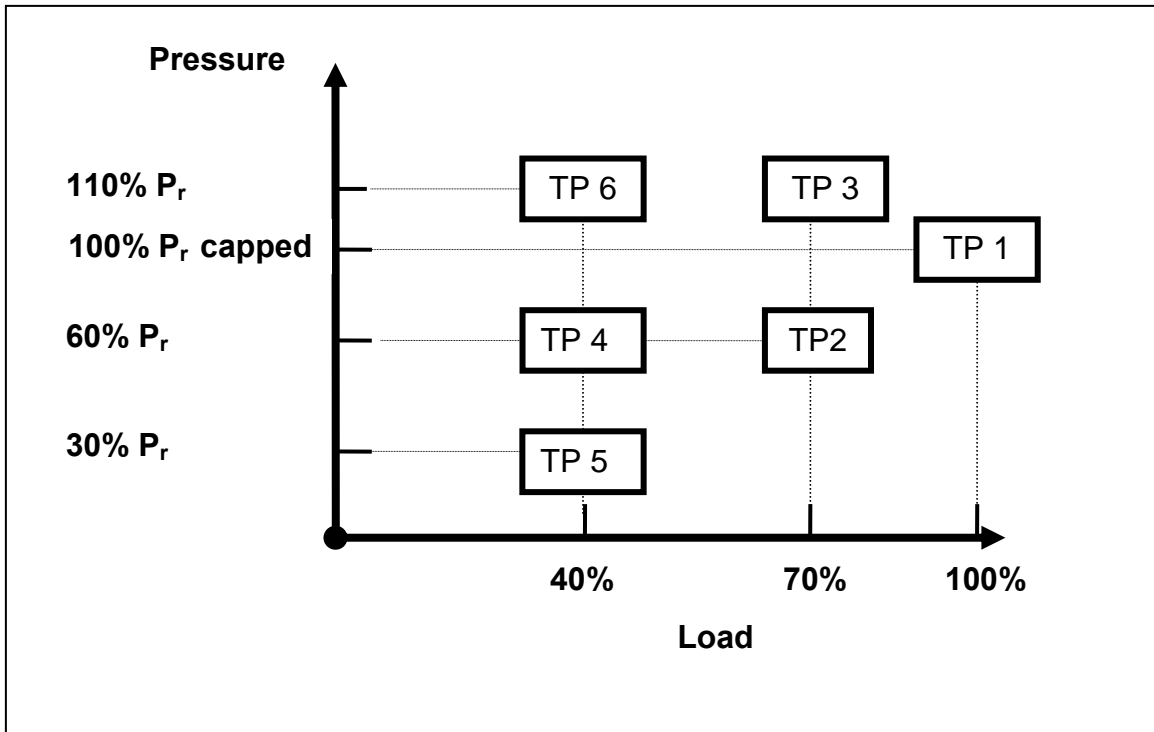 Pressure
110% Pr
TP 6
TP 3
100% Pr capped
TP 1
60% Pr
TP 4
TP2
30% Pr
TP 5
40%
70%
100%
Load